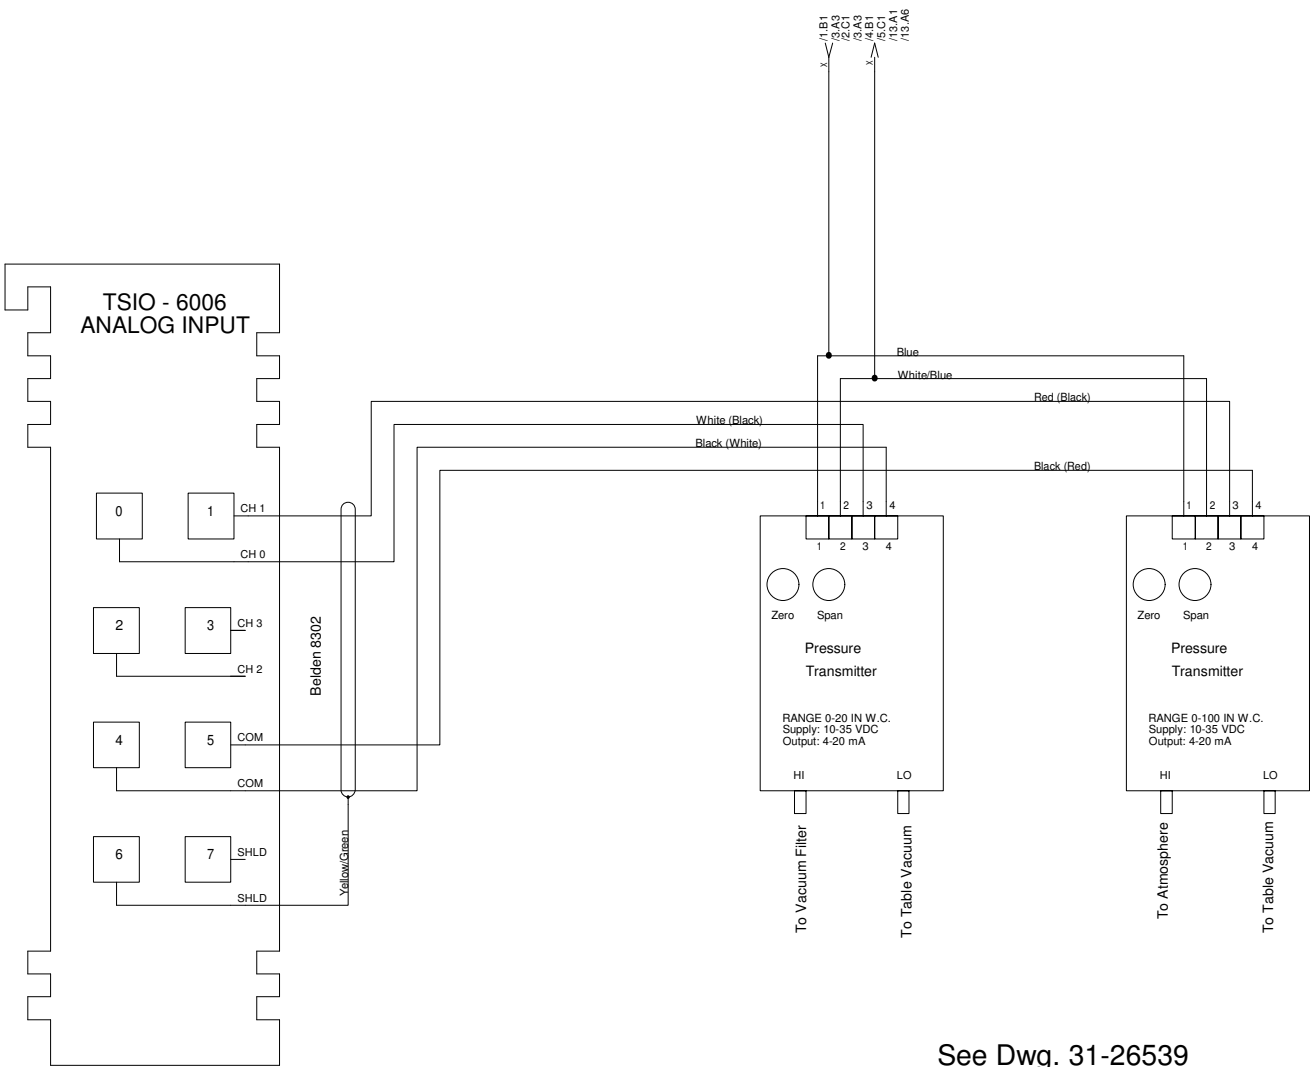 /1.B1
/3.A3
/2.C1
/3.A3
/4.B1
/5.C1
/13.A1
/13.A6
X
X
TSIO - 6006
ANALOG INPUT
Blue
White/Blue
Red (Black)
White (Black)
Black (White)
Black (Red)
0
1
CH 1
CH 0
2
3
CH 3
CH 2
4
5
COM
COM
6
7
SHLD
SHLD
Belden 8302
Yellow/Green
1 2 3 4
1 2 3 4
Zero Span
Pressure
Transmitter
RANGE 0-20 IN W.C.
Supply: 10-35 VDC
Output: 4-20 mA
HI LO
To Vacuum Filter
To Table Vacuum
1 2 3 4
1 2 3 4
Zero Span
Pressure
Transmitter
RANGE 0-100 IN W.C.
Supply: 10-35 VDC
Output: 4-20 mA
HI LO
To Atmosphere
To Table Vacuum
See Dwg. 31-26539